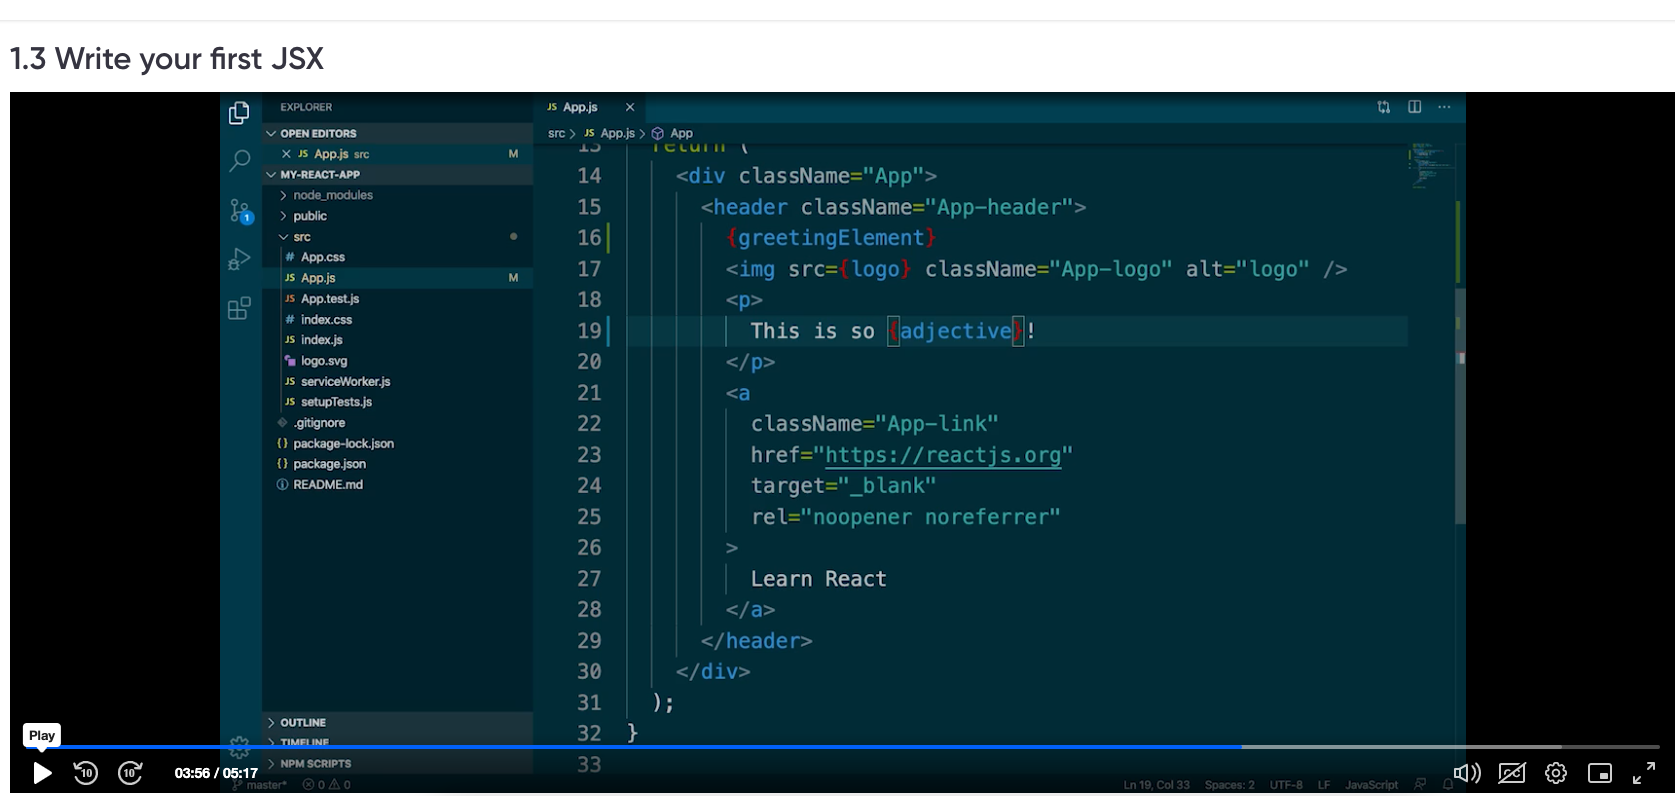 1.3 Write your first JSX
EXPLORER
OPEN EDITORS
JS App.js src M
MY-REACT-APP
node_modules
public
src
# App.css
JS App.js M
JS App.test.js
# index.css
JS index.js
logo.svg
JS serviceWorker.js
JS setupTests.js
.gitignore
{} package-lock.json
{} package.json
README.md
OUTLINE
TIMELINE
NPM SCRIPTS
1
JS App.js
src > JS App.js > App
13 return (
14 <div className="App">
15 <header className="App-header">
16 {greetingElement}
17 <img src={logo} className="App-logo" alt="logo" />
18 <p>
19 This is so {adjective}!
20 </p>
21 <a
22 className="App-link"
23 href="https://reactjs.org"
24 target="_blank"
25 rel="noopener noreferrer"
26 >
27 Learn React
28 </a>
29 </header>
30 </div>
31 );
32 }
33
Play
10 10 03:56 / 05:17
master* 0 0 Ln 19, Col 33 Spaces: 2 UTF-8 LF JavaScript